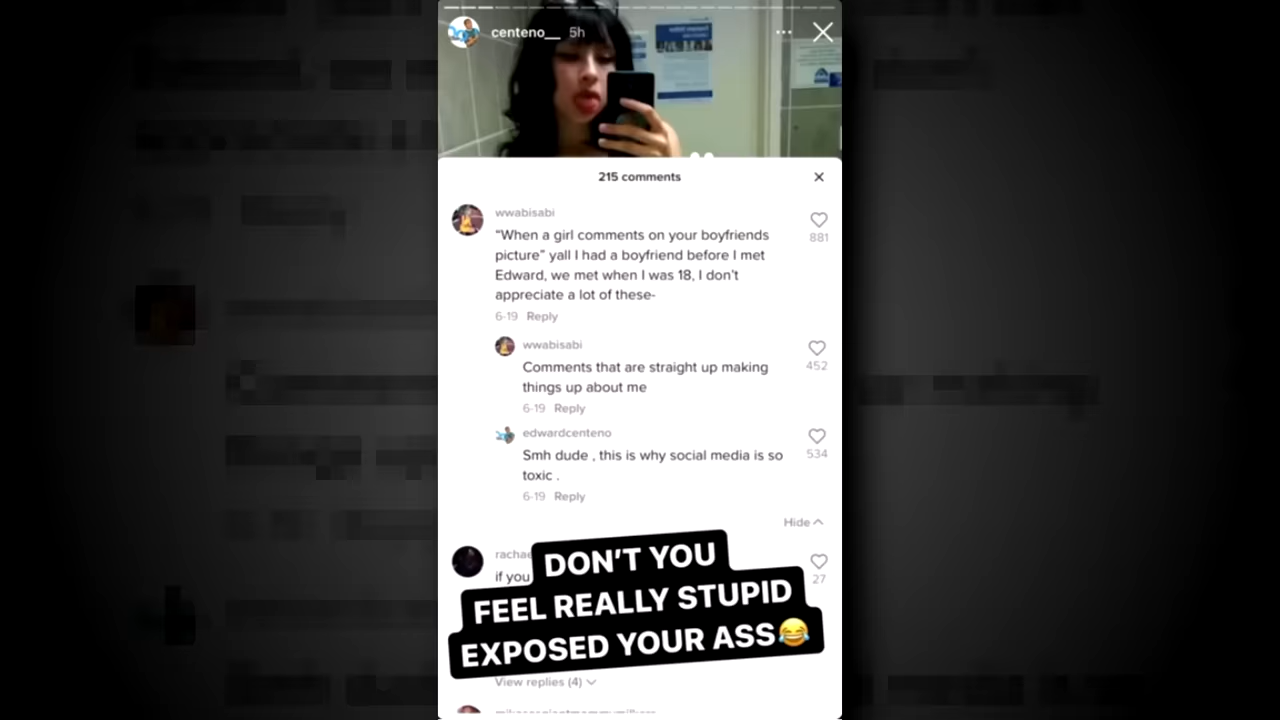 centeno__ 5h
215 comments
wwabisabi
“When a girl comments on your boyfriends
picture” yall I had a boyfriend before I met
Edward, we met when I was 18, I don’t
appreciate a lot of these-
881
6-19 Reply
wwabisabi
Comments that are straight up making
things up about me
452
6-19 Reply
edwardcenteno
Smh dude , this is why social media is so
toxic .
534
6-19 Reply
Hide
if you
27
DON’T YOU
FEEL REALLY STUPID
EXPOSED YOUR ASS😂
View replies (4)